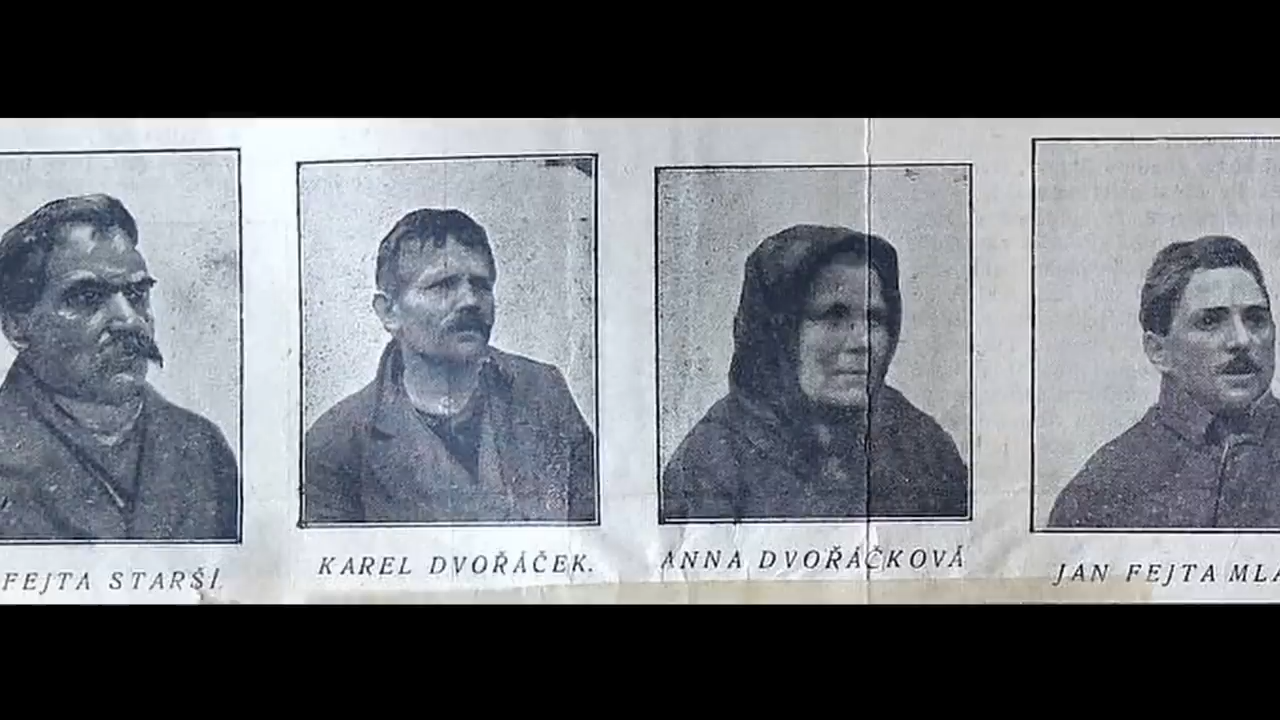 FEJTA STARŠÍ.
KAREL DVOŘÁČEK.
ANNA DVOŘÁČKOVÁ
JAN FEJTA MLA